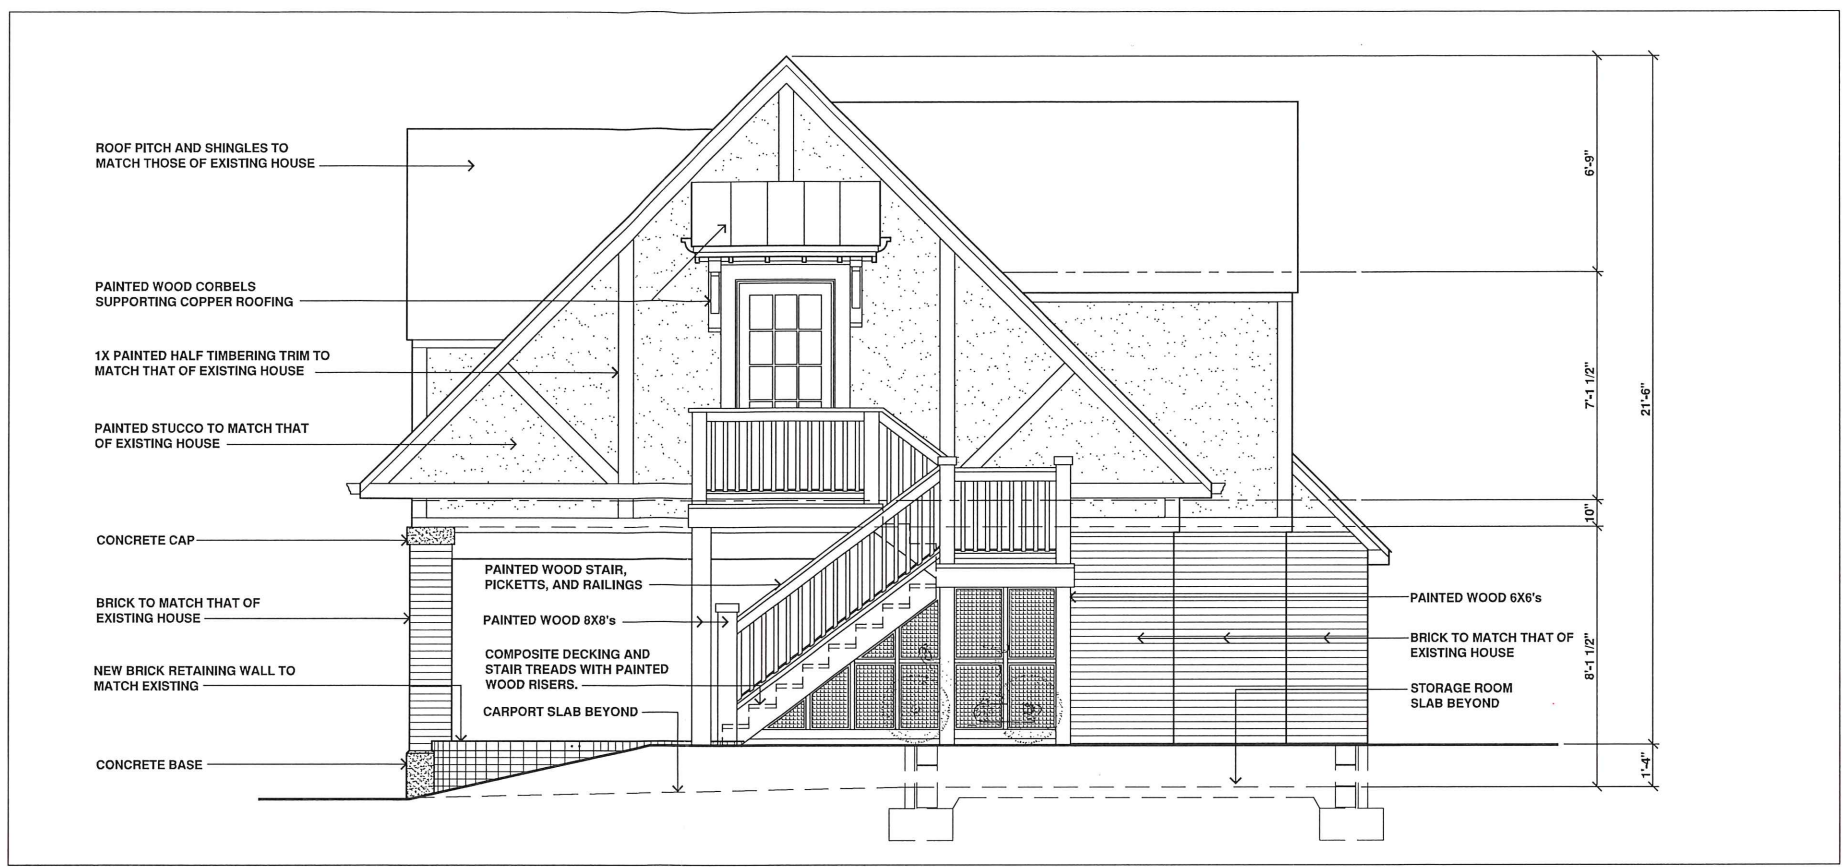 ROOF PITCH AND SHINGLES TO
MATCH THOSE OF EXISTING HOUSE
PAINTED WOOD CORBELS
SUPPORTING COPPER ROOFING
1X PAINTED HALF TIMBERING TRIM TO
MATCH THAT OF EXISTING HOUSE
PAINTED STUCCO TO MATCH THAT
OF EXISTING HOUSE
CONCRETE CAP
BRICK TO MATCH THAT OF
EXISTING HOUSE
NEW BRICK RETAINING WALL TO
MATCH EXISTING
CONCRETE BASE
PAINTED WOOD STAIR,
PICKETTS, AND RAILINGS
PAINTED WOOD 8X8's
COMPOSITE DECKING AND
STAIR TREADS WITH PAINTED
WOOD RISERS.
CARPORT SLAB BEYOND
PAINTED WOOD 6X6's
BRICK TO MATCH THAT OF
EXISTING HOUSE
STORAGE ROOM
SLAB BEYOND
6'-9"
7'-1 1/2"
10"
8'-1 1/2"
21'-6"
1'-4"